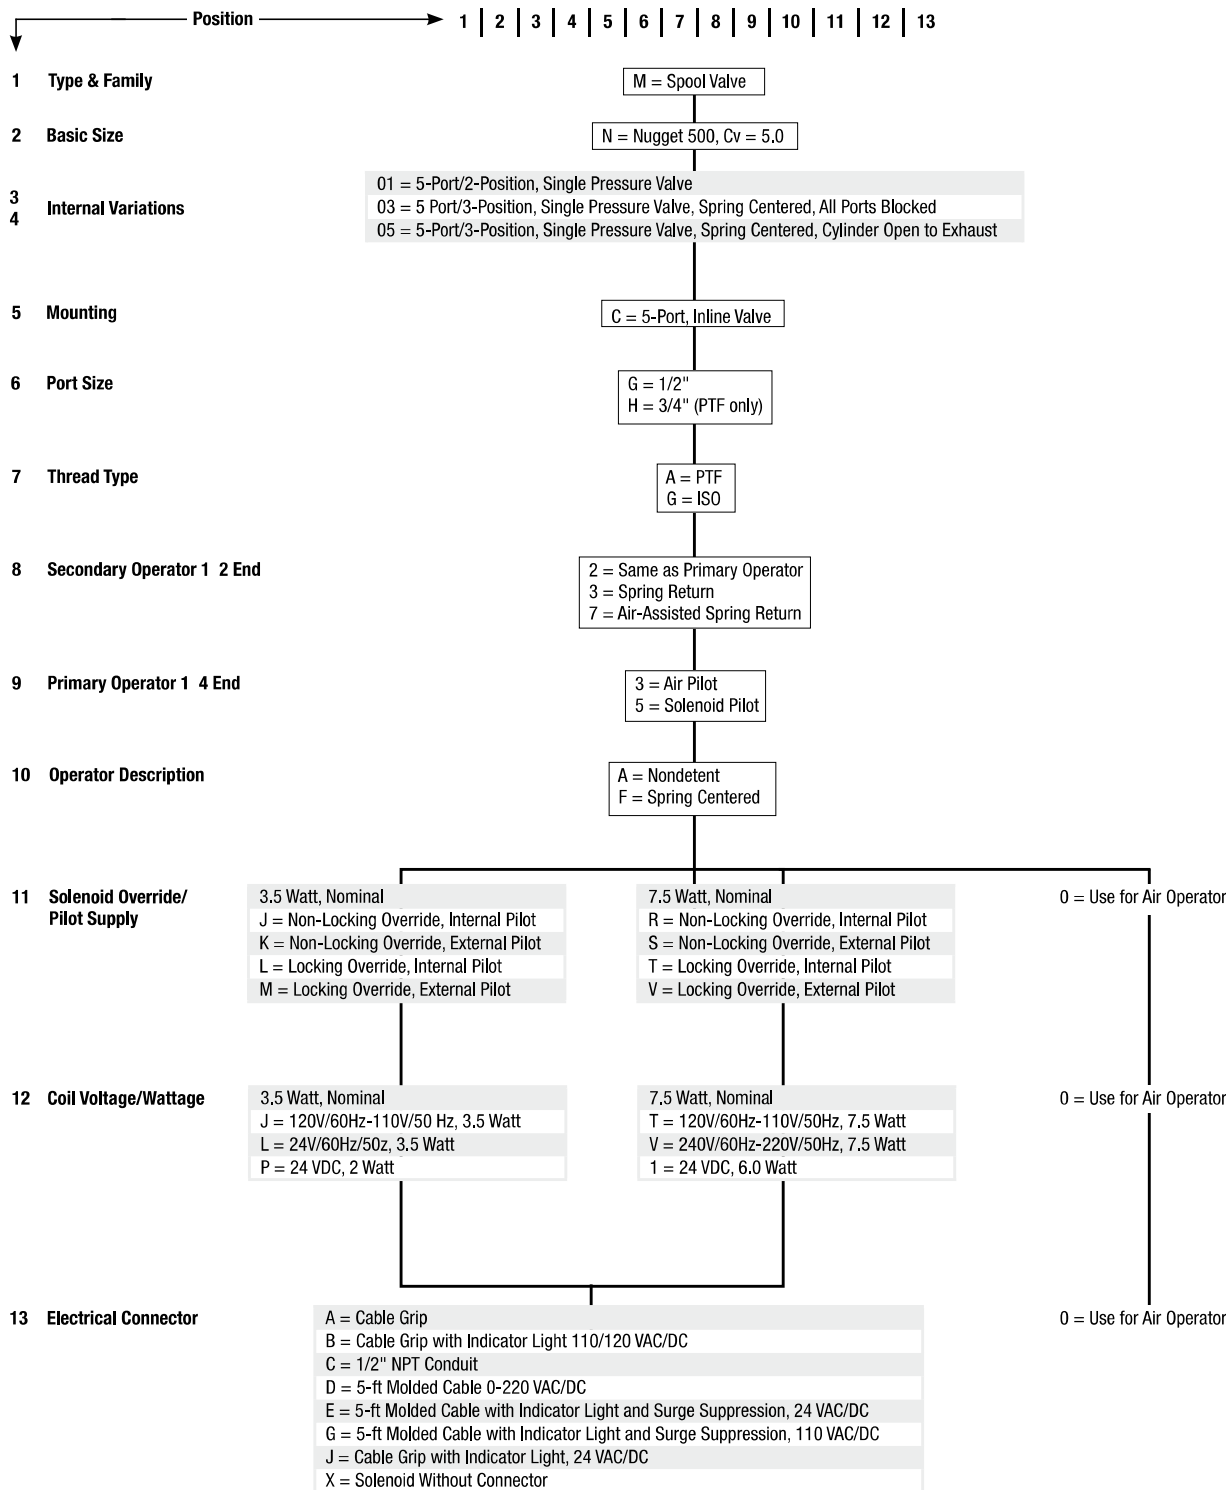 Position 1 2 3 4 5 6 7 8 9 10 11 12 13
1 Type & Family
M = Spool Valve
2 Basic Size
N = Nugget 500, Cv = 5.0
3
4 Internal Variations
01 = 5-Port/2-Position, Single Pressure Valve
03 = 5 Port/3-Position, Single Pressure Valve, Spring Centered, All Ports Blocked
05 = 5-Port/3-Position, Single Pressure Valve, Spring Centered, Cylinder Open to Exhaust
5 Mounting
C = 5-Port, Inline Valve
6 Port Size
G = 1/2"
H = 3/4" (PTF only)
7 Thread Type
A = PTF
G = ISO
8 Secondary Operator 1 2 End
2 = Same as Primary Operator
3 = Spring Return
7 = Air-Assisted Spring Return
9 Primary Operator 1 4 End
3 = Air Pilot
5 = Solenoid Pilot
10 Operator Description
A = Nondetent
F = Spring Centered
11 Solenoid Override/
Pilot Supply
3.5 Watt, Nominal
J = Non-Locking Override, Internal Pilot
K = Non-Locking Override, External Pilot
L = Locking Override, Internal Pilot
M = Locking Override, External Pilot
7.5 Watt, Nominal
R = Non-Locking Override, Internal Pilot
S = Non-Locking Override, External Pilot
T = Locking Override, Internal Pilot
V = Locking Override, External Pilot
0 = Use for Air Operator
12 Coil Voltage/Wattage
3.5 Watt, Nominal
J = 120V/60Hz-110V/50 Hz, 3.5 Watt
L = 24V/60Hz/50z, 3.5 Watt
P = 24 VDC, 2 Watt
7.5 Watt, Nominal
T = 120V/60Hz-110V/50Hz, 7.5 Watt
V = 240V/60Hz-220V/50Hz, 7.5 Watt
1 = 24 VDC, 6.0 Watt
0 = Use for Air Operator
13 Electrical Connector
A = Cable Grip
B = Cable Grip with Indicator Light 110/120 VAC/DC
C = 1/2" NPT Conduit
D = 5-ft Molded Cable 0-220 VAC/DC
E = 5-ft Molded Cable with Indicator Light and Surge Suppression, 24 VAC/DC
G = 5-ft Molded Cable with Indicator Light and Surge Suppression, 110 VAC/DC
J = Cable Grip with Indicator Light, 24 VAC/DC
X = Solenoid Without Connector
0 = Use for Air Operator